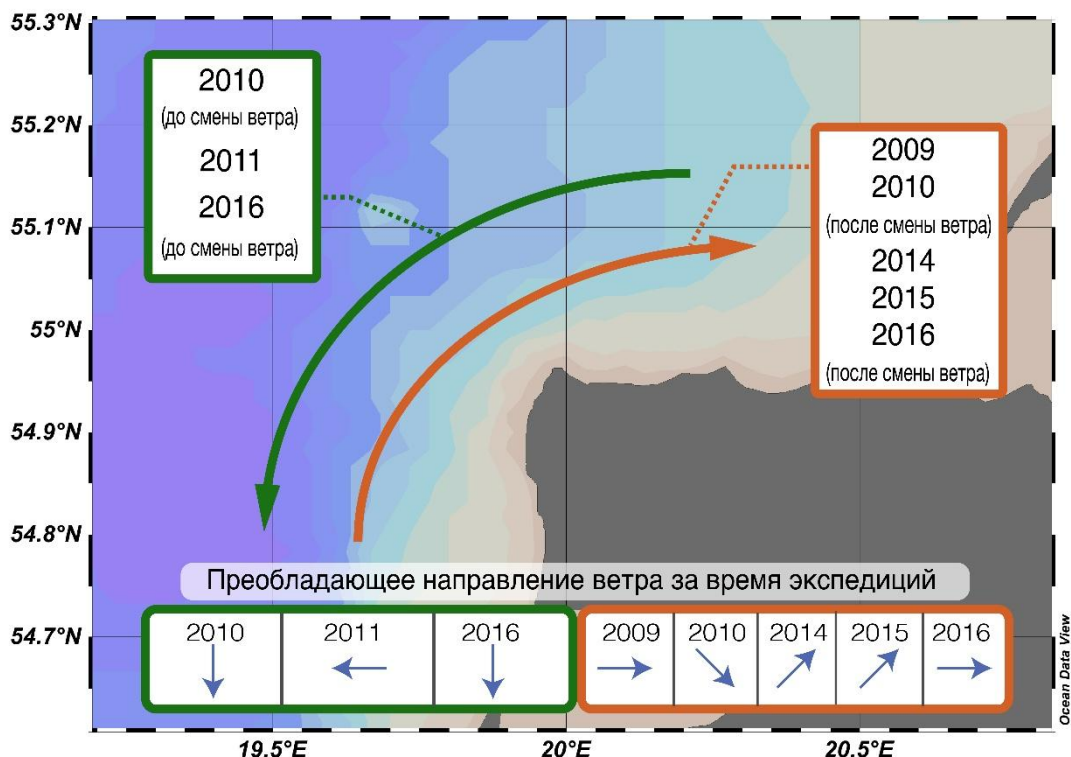 55.3°N
55.2°N
55.1°N
55°N
54.9°N
54.8°N
54.7°N
2010
(до смены ветра)
2011
2016
(до смены ветра)
2009
2010
(после смены ветра)
2014
2015
2016
(после смены ветра)
Преобладающее направление ветра за время экспедиций
2010 2011 2016 2009 2010 2014 2015 2016
19.5°E 20°E 20.5°E
Ocean Data View